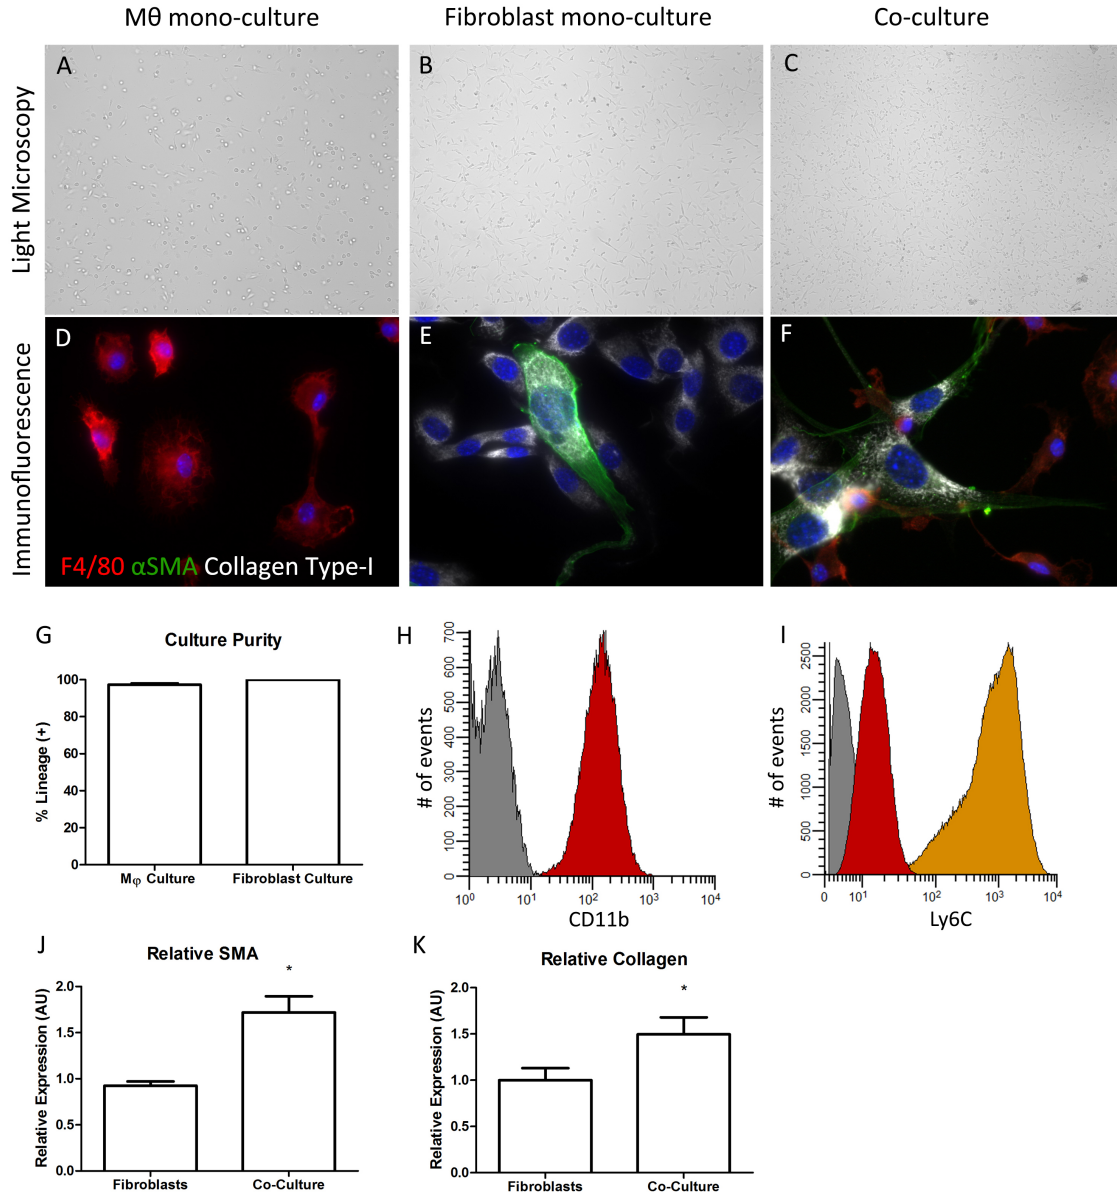 Mθ mono-culture
Fibroblast mono-culture
Co-culture
Light Microscopy
A
B
C
Immunofluorescence
D
E
F
F4/80 αSMA Collagen Type-I
G
Culture Purity
% Lineage (+)
100
80
60
40
20
0
Mφ Culture
Fibroblast Culture
H
# of events
700
600
500
400
300
200
100
0
10⁰
10¹
10²
10³
10⁴
CD11b
I
# of events
2500
2000
1500
1000
500
0
0
10¹
10²
10³
10⁴
Ly6C
J
Relative SMA
*
Relative Expression (AU)
2.0
1.5
1.0
0.5
0.0
Fibroblasts
Co-Culture
K
Relative Collagen
*
Relative Expression (AU)
2.0
1.5
1.0
0.5
0.0
Fibroblasts
Co-Culture